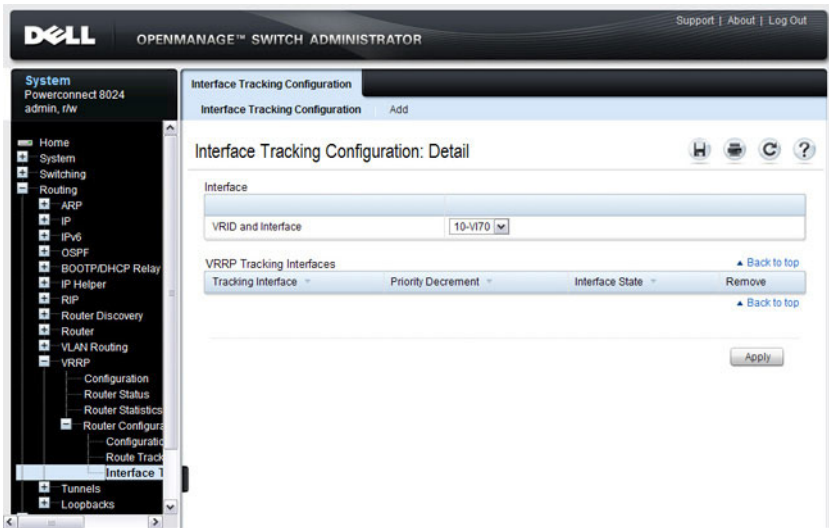 Support | About | Log Out
DELL
OPENMANAGE™ SWITCH ADMINISTRATOR
System
Powerconnect 8024
admin, r/w
Home
System
Switching
Routing
ARP
IP
IPv6
OSPF
BOOTP/DHCP Relay
IP Helper
RIP
Router Discovery
Router
VLAN Routing
VRRP
Configuration
Router Status
Router Statistics
Router Configura
Configuratio
Route Track
Interface T
Tunnels
Loopbacks
Interface Tracking Configuration
Interface Tracking Configuration Add
Interface Tracking Configuration: Detail
Interface
VRID and Interface 10-VI70
VRRP Tracking Interfaces Back to top
Tracking Interface Priority Decrement Interface State Remove
Back to top
Apply